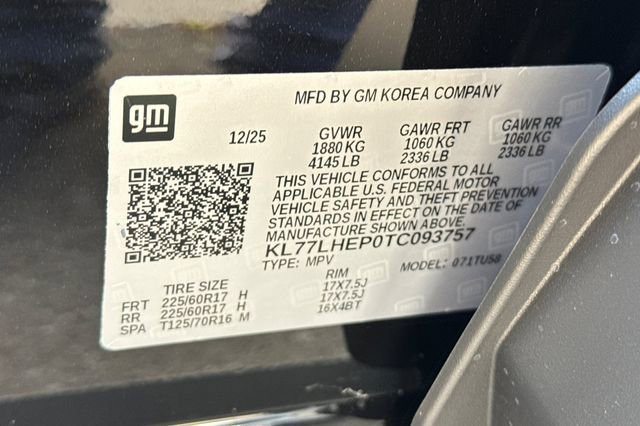 gm
MFD BY GM KOREA COMPANY
12/25 GVWR GAWR FRT GAWR RR
1880 KG 1060 KG 1060 KG
4145 LB 2336 LB 2336 LB
THIS VEHICLE CONFORMS TO ALL
APPLICABLE U.S. FEDERAL MOTOR
VEHICLE SAFETY AND THEFT PREVENTION
STANDARDS IN EFFECT ON THE DATE OF
MANUFACTURE SHOWN ABOVE.
KL77LHEP0TC093757
TYPE: MPV MODEL: 071TU58
TIRE SIZE RIM
FRT 225/60R17 H 17X7.5J
RR 225/60R17 H 17X7.5J
SPA T125/70R16 M 16X4BT